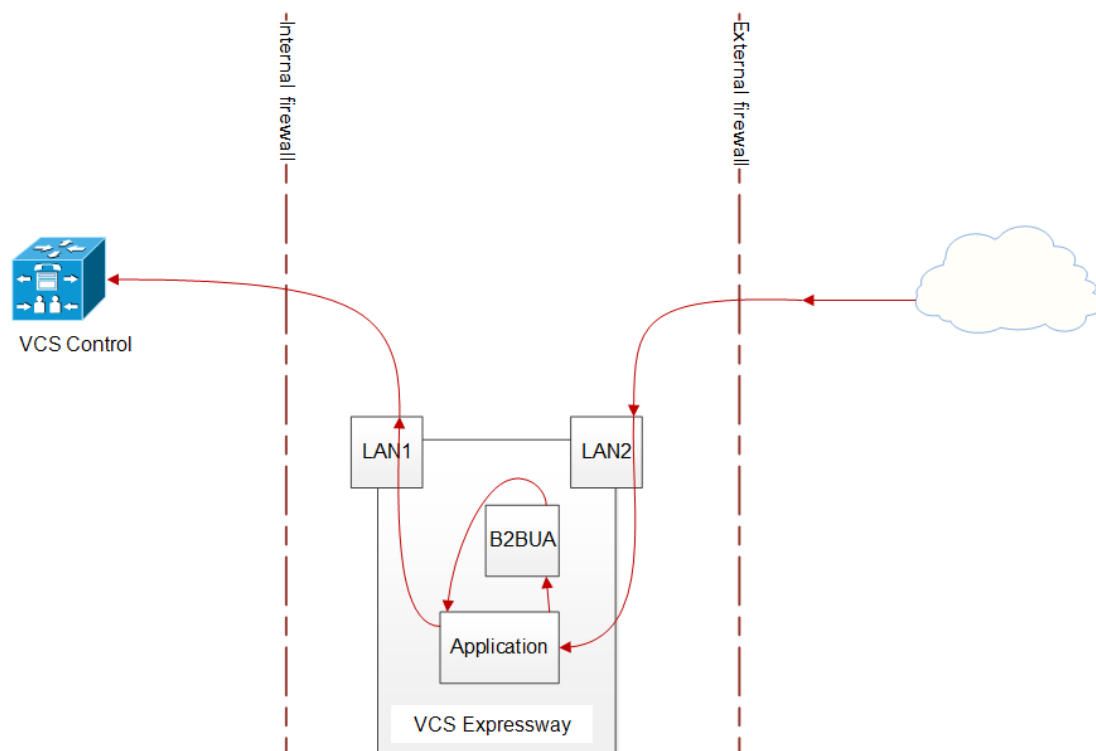 Internal firewall
External firewall
VCS Control
LAN1
LAN2
B2BUA
Application
VCS Expressway